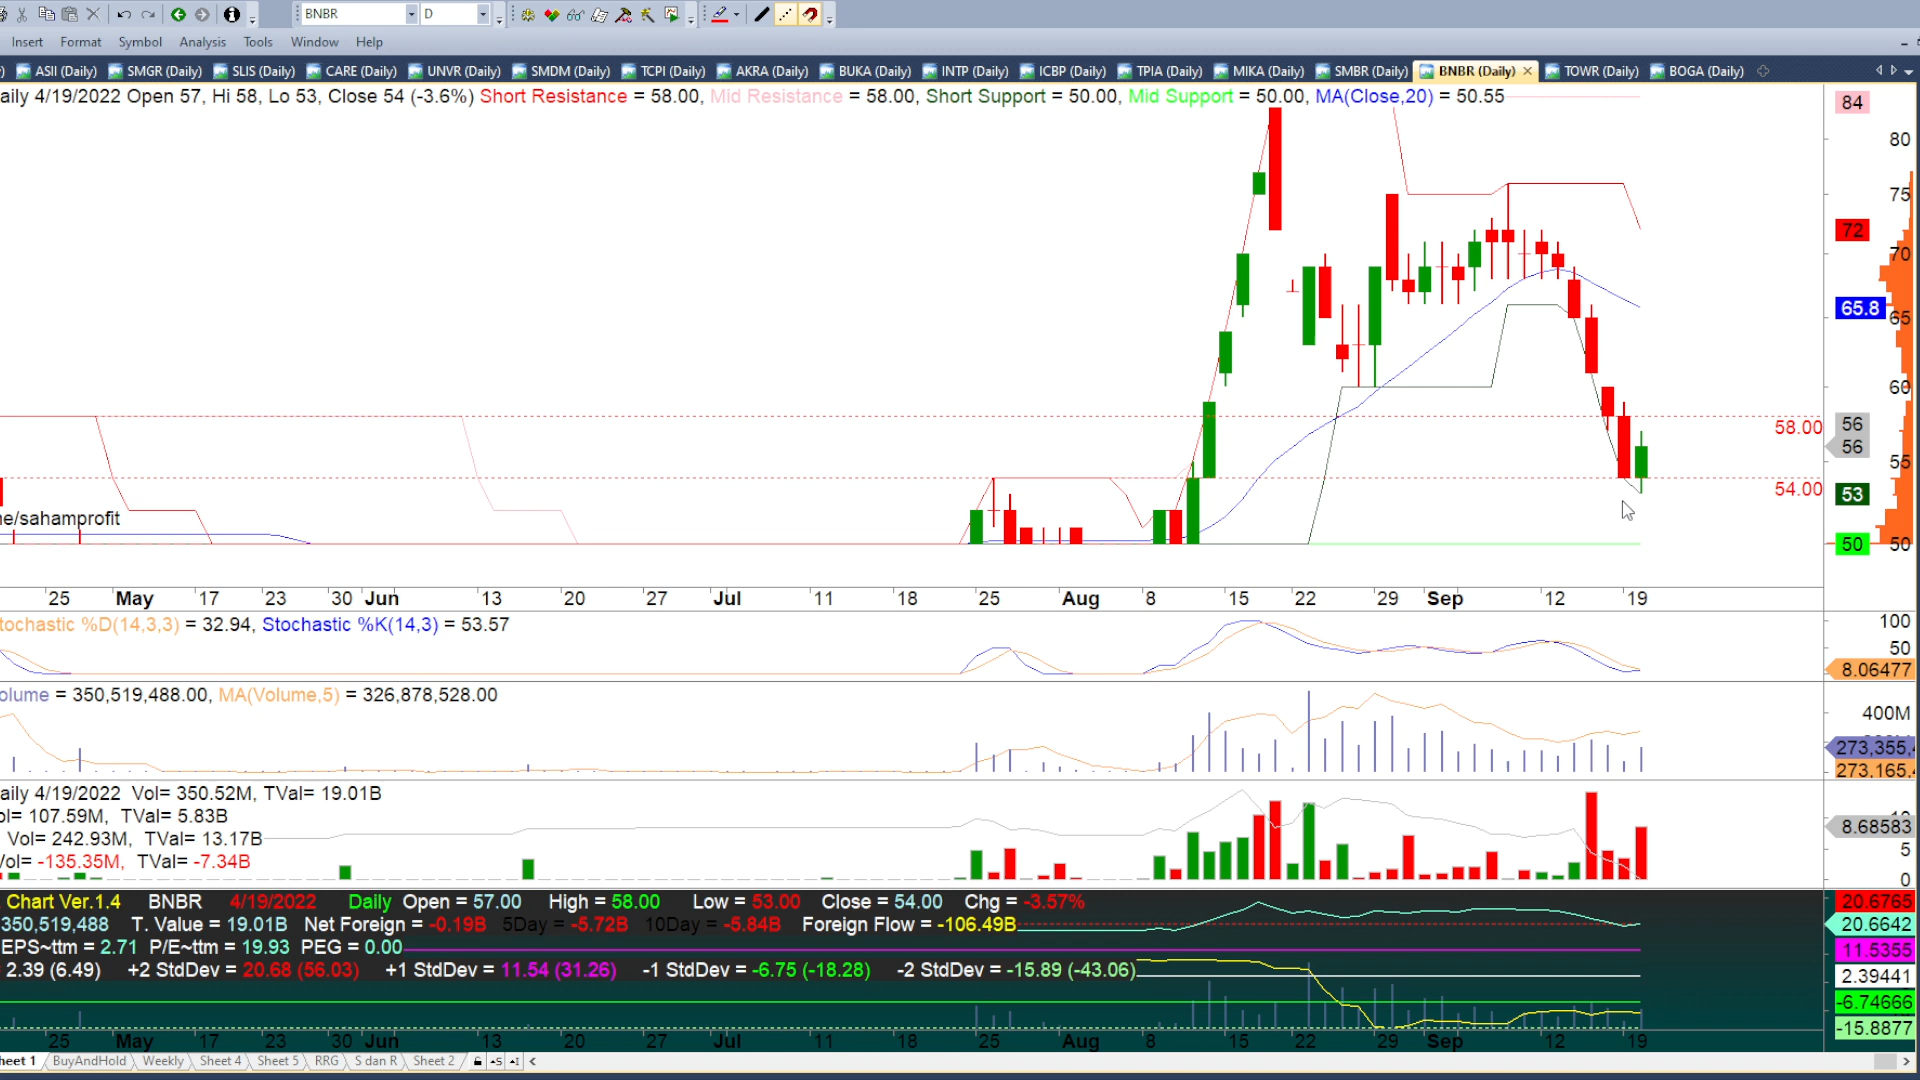 BNBR D
Insert Format Symbol Analysis Tools Window Help
) ASII (Daily) SMGR (Daily) SLIS (Daily) CARE (Daily) UNVR (Daily) SMDM (Daily) TCPI (Daily) AKRA (Daily) BUKA (Daily) INTP (Daily) ICBP (Daily) TPIA (Daily) MIKA (Daily) SMBR (Daily) BNBR (Daily) × TOWR (Daily) BOGA (Daily)
aily 4/19/2022 Open 57, Hi 58, Lo 53, Close 54 (-3.6%) Short Resistance = 58.00, Mid Resistance = 58.00, Short Support = 50.00, Mid Support = 50.00, MA(Close,20) = 50.55
84
80
75
72
70
65.8 65
60
58.00 56
56
55
54.00 53
50 50
e/sahamprofit
25 May 17 23 30 Jun 13 20 27 Jul 11 18 25 Aug 8 15 22 29 Sep 12 19
tochastic %D(14,3,3) = 32.94, Stochastic %K(14,3) = 53.57
100
50
8.06477
olume = 350,519,488.00, MA(Volume,5) = 326,878,528.00
400M
273,355,4
273,165,4
aily 4/19/2022 Vol= 350.52M, TVal= 19.01B
ol= 107.59M, TVal= 5.83B
Vol= 242.93M, TVal= 13.17B
Vol= -135.35M, TVal= -7.34B
8.68583
5
0
Chart Ver.1.4 BNBR 4/19/2022 Daily Open = 57.00 High = 58.00 Low = 53.00 Close = 54.00 Chg = -3.57%
350,519,488 T. Value = 19.01B Net Foreign = -0.19B 5Day = -5.72B 10Day = -5.84B Foreign Flow = -106.49B
EPS~ttm = 2.71 P/E~ttm = 19.93 PEG = 0.00
2.39 (6.49) +2 StdDev = 20.68 (56.03) +1 StdDev = 11.54 (31.26) -1 StdDev = -6.75 (-18.28) -2 StdDev = -15.89 (-43.06)
20.6765
20.6642
11.5355
2.39441
-6.74666
-15.8877
25 May 17 23 30 Jun 13 20 27 Jul 11 18 25 Aug 8 15 22 29 Sep 12 19
heet 1 BuyAndHold Weekly Sheet 4 Sheet 5 RRG S dan R Sheet 2